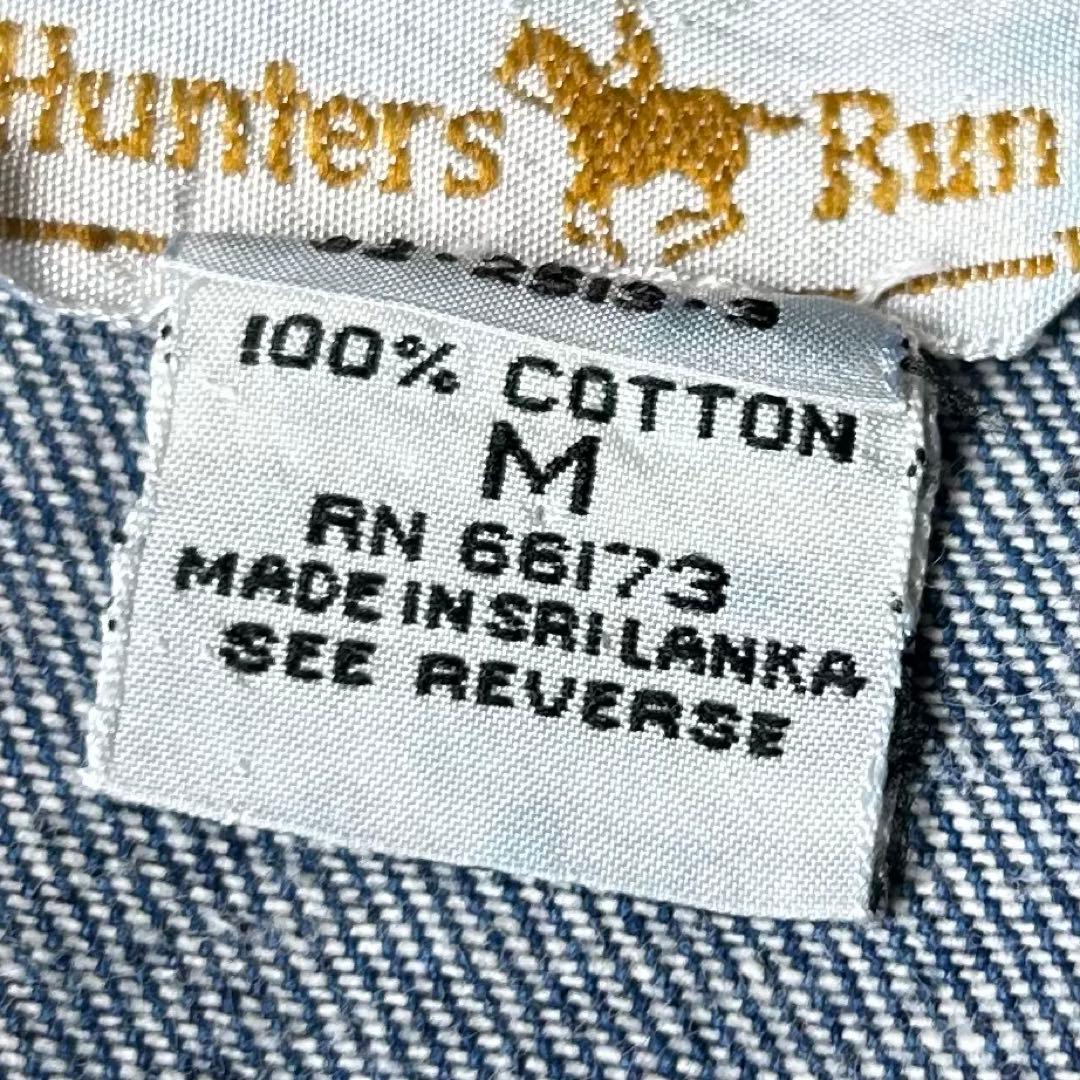 Hunters Run
100% COTTON
M
RN 66173
MADE IN SRI LANKA
SEE REVERSE